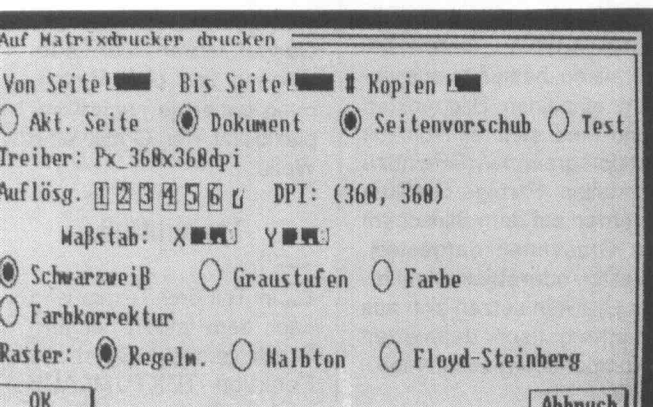 Auf Matrixdrucker drucken
Von Seite Bis Seite # Kopien
Akt. Seite Dokument Seitenvorschub Test
Treiber: Px_360x360dpi
Auflösg. 1 2 3 4 5 6 DPI: (360, 360)
Maßstab: X Y
Schwarzweiß Graustufen Farbe
Farbkorrektur
Raster: Regelm. Halbton Floyd-Steinberg
OK Abbruch